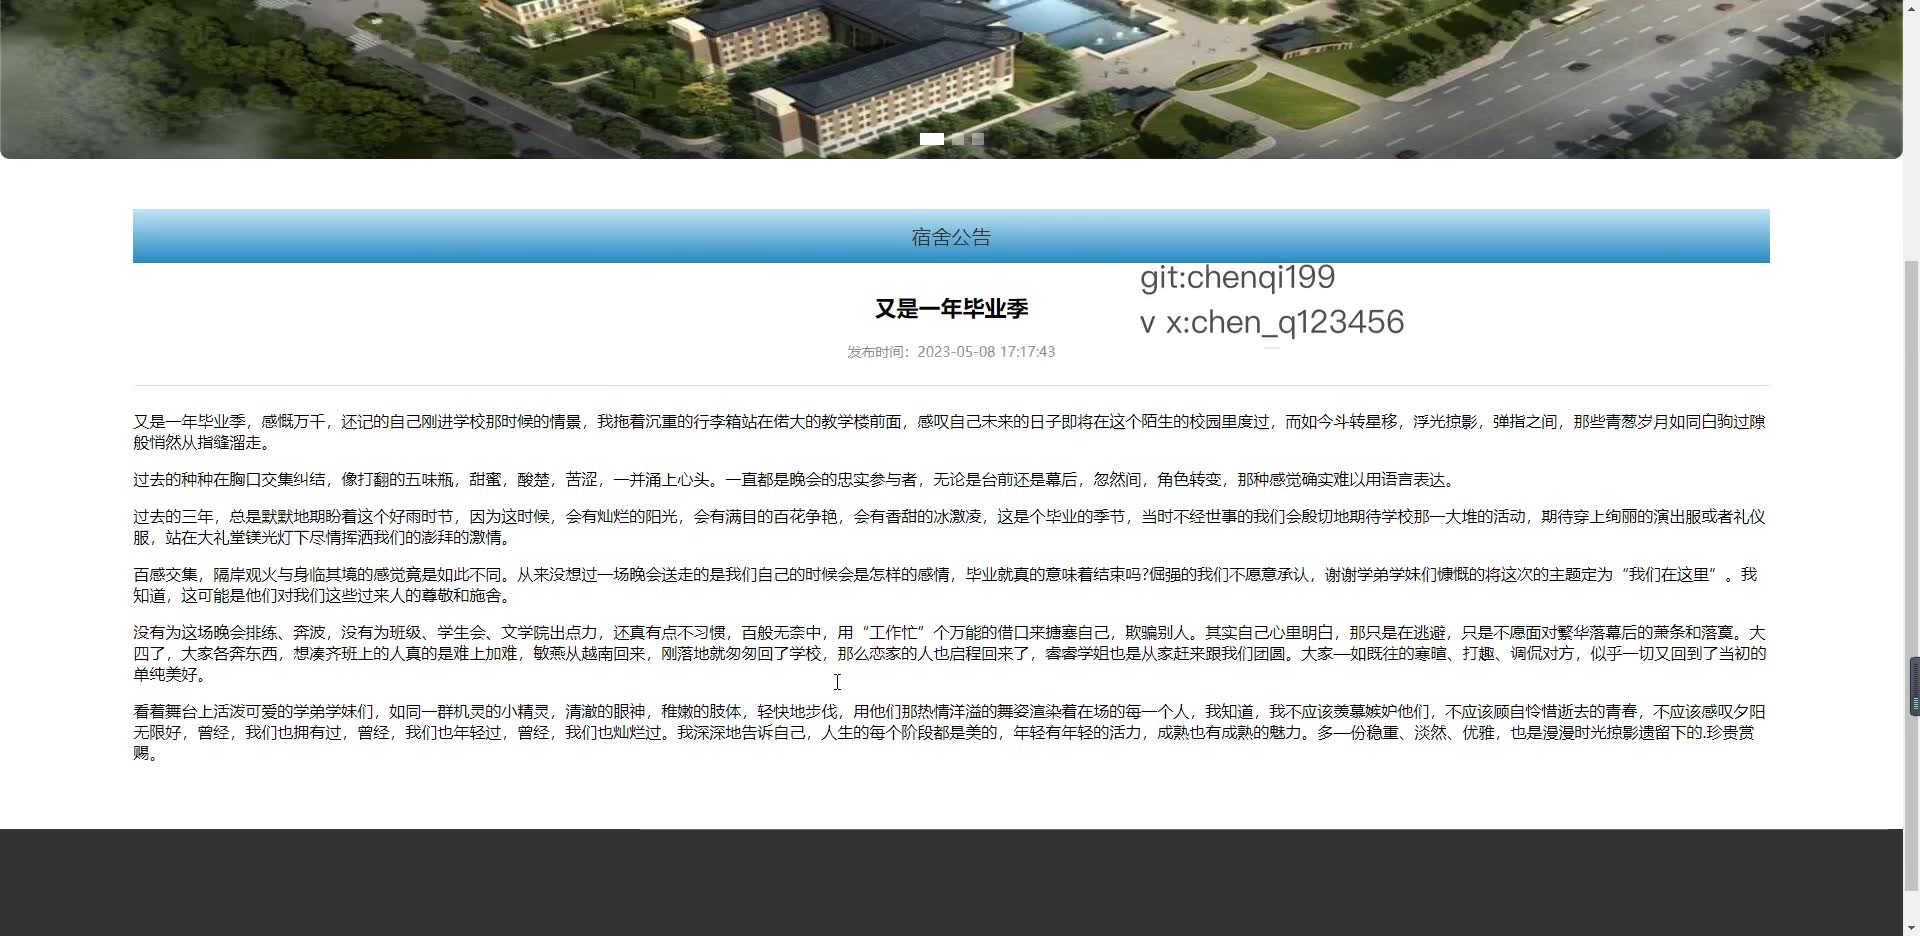 宿舍公告
git:chenqi199
又是一年毕业季
v x:chen_q123456
发布时间：2023-05-08 17:17:43
又是一年毕业季，感慨万千，还记的自己刚进学校那时候的情景，我拖着沉重的行李箱站在偌大的教学楼前面，感叹自己未来的日子即将在这个陌生的校园里度过，而如今斗转星移，浮光掠影，弹指之间，那些青葱岁月如同白驹过隙
般悄然从指缝溜走。
过去的种种在胸口交集纠结，像打翻的五味瓶，甜蜜，酸楚，苦涩，一并涌上心头。一直都是晚会的忠实参与者，无论是台前还是幕后，忽然间，角色转变，那种感觉确实难以用语言表达。
过去的三年，总是默默地期盼着这个好雨时节，因为这时候，会有灿烂的阳光，会有满目的百花争艳，会有香甜的冰激凌，这是个毕业的季节，当时不经世事的我们会殷切地期待学校那一大堆的活动，期待穿上绚丽的演出服或者礼仪
服，站在大礼堂镁光灯下尽情挥洒我们的澎拜的激情。
百感交集，隔岸观火与身临其境的感觉竟是如此不同。从来没想过一场晚会送走的是我们自己的时候会是怎样的感情，毕业就真的意味着结束吗?倔强的我们不愿意承认，谢谢学弟学妹们慷慨的将这次的主题定为“我们在这里”。我
知道，这可能是他们对我们这些过来人的尊敬和施舍。
没有为这场晚会排练、奔波，没有为班级、学生会、文学院出点力，还真有点不习惯，百般无奈中，用“工作忙”个万能的借口来搪塞自己，欺骗别人。其实自己心里明白，那只是在逃避，只是不愿面对繁华落幕后的萧条和落寞。大
四了，大家各奔东西，想凑齐班上的人真的是难上加难，敏燕从越南回来，刚落地就匆匆回了学校，那么恋家的人也启程回来了，睿睿学姐也是从家赶来跟我们团圆。大家—如既往的寒暄、打趣、调侃对方，似乎一切又回到了当初的
单纯美好。
看着舞台上活泼可爱的学弟学妹们，如同一群机灵的小精灵，清澈的眼神，稚嫩的肢体，轻快地步伐，用他们那热情洋溢的舞姿渲染着在场的每一个人，我知道，我不应该羡慕嫉妒他们，不应该顾自怜惜逝去的青春，不应该感叹夕阳
无限好，曾经，我们也拥有过，曾经，我们也年轻过，曾经，我们也灿烂过。我深深地告诉自己，人生的每个阶段都是美的，年轻有年轻的活力，成熟也有成熟的魅力。多—份稳重、淡然、优雅，也是漫漫时光掠影遗留下的.珍贵赏
赐。